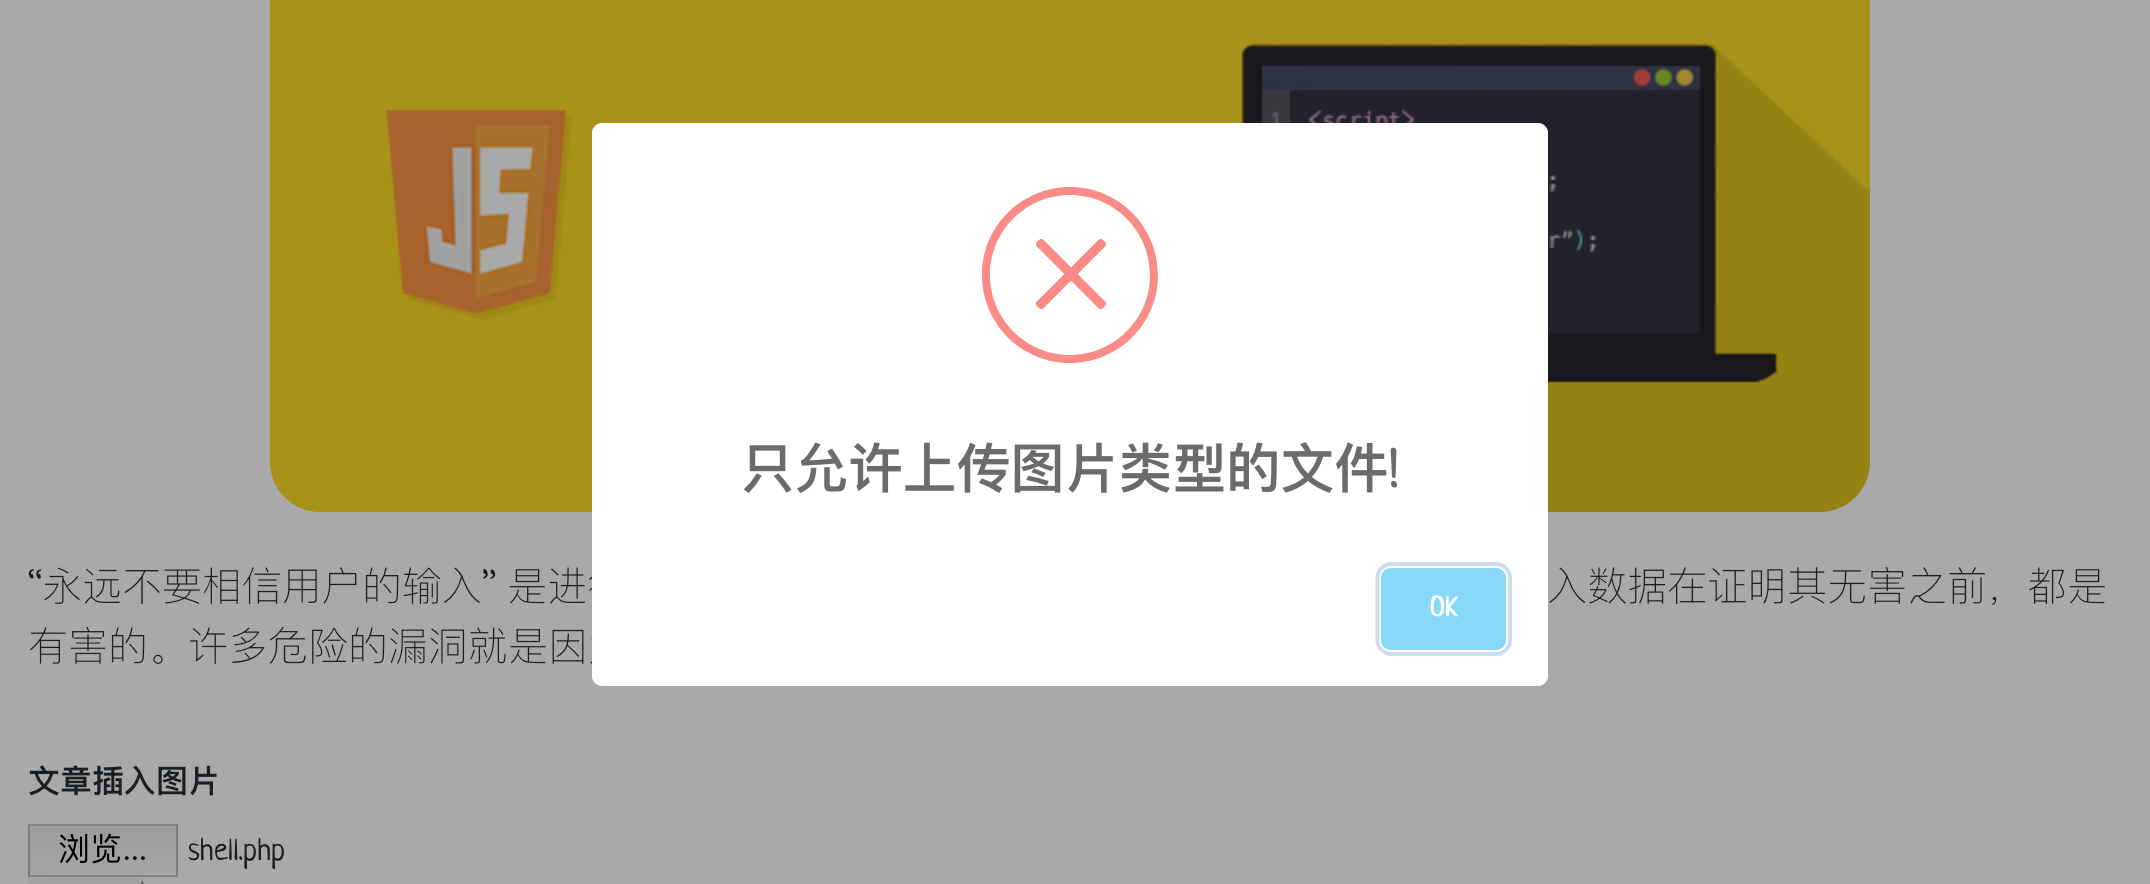 JS
1 <script>
;
r”);
只允许上传图片类型的文件!
OK
“永远不要相信用户的输入” 是进
入数据在证明其无害之前，都是
有害的。许多危险的漏洞就是因
文章插入图片
浏览... shell.php